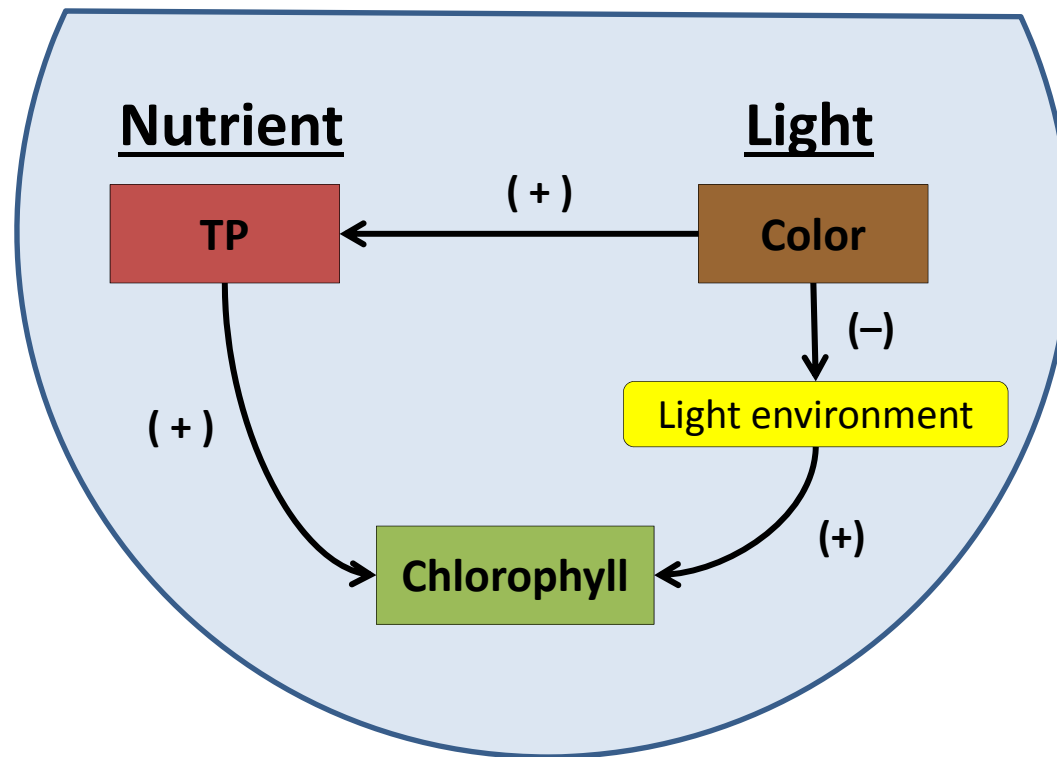 Nutrient
Light
( + )
TP
Color
(–)
Light environment
( + )
(+)
Chlorophyll